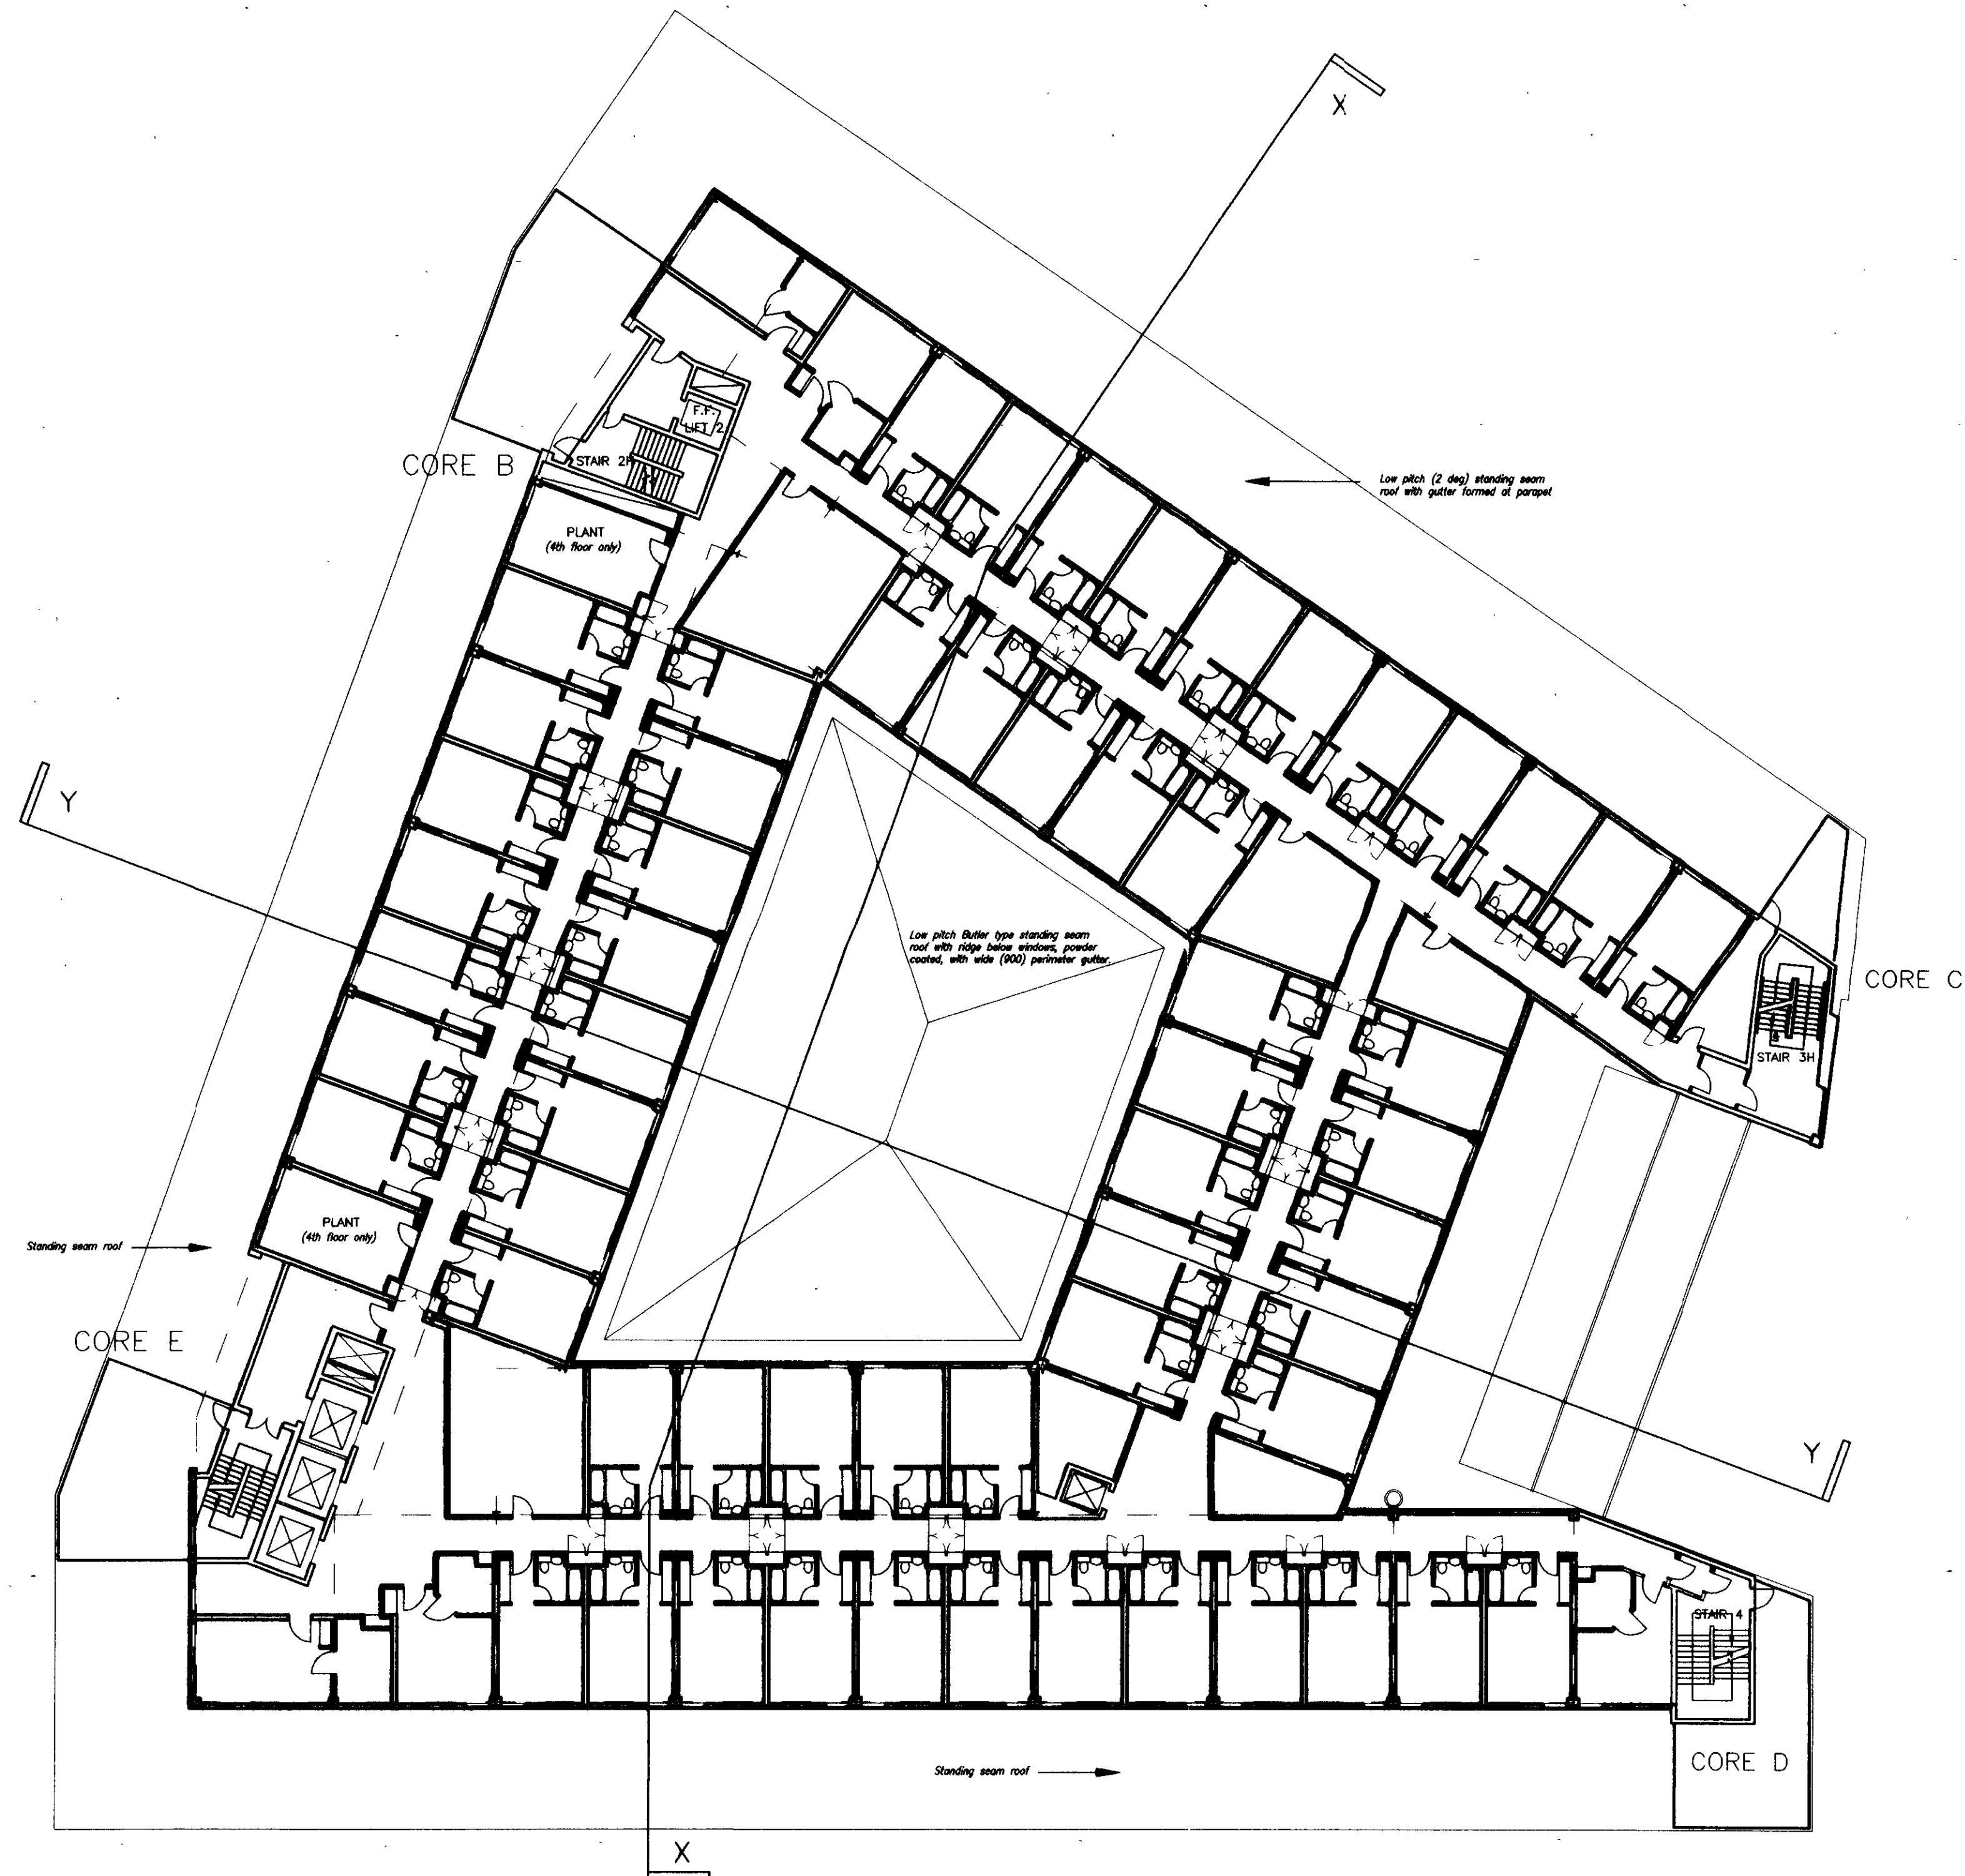 X
F.F.
LIFT 2
CORE B
STAIR 2H
Low pitch (2 deg) standing seam
roof with gutter formed at parapet
PLANT
(4th floor only)
Y
Low pitch Butler type standing seam
roof with ridge below windows, powder
coated, with wide (900) perimeter gutter.
CORE C
STAIR 3H
PLANT
(4th floor only)
Standing seam roof
CORE E
Y
STAIR 4
CORE D
Standing seam roof
X